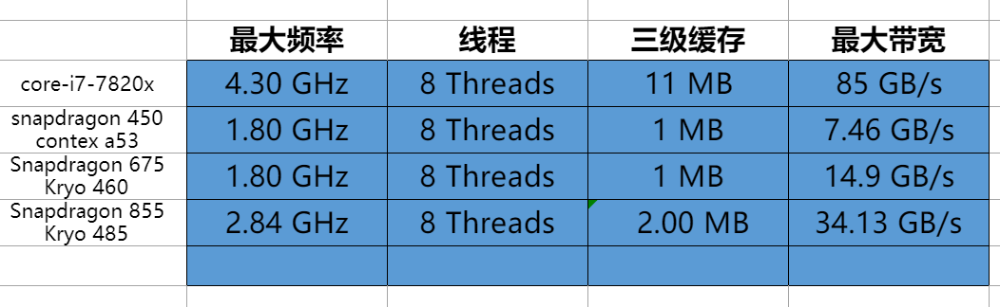 最大频率 线程 三级缓存 最大带宽
core-i7-7820x 4.30 GHz 8 Threads 11 MB 85 GB/s
snapdragon 450
contex a53 1.80 GHz 8 Threads 1 MB 7.46 GB/s
Snapdragon 675
Kryo 460 1.80 GHz 8 Threads 1 MB 14.9 GB/s
Snapdragon 855
Kryo 485 2.84 GHz 8 Threads 2.00 MB 34.13 GB/s